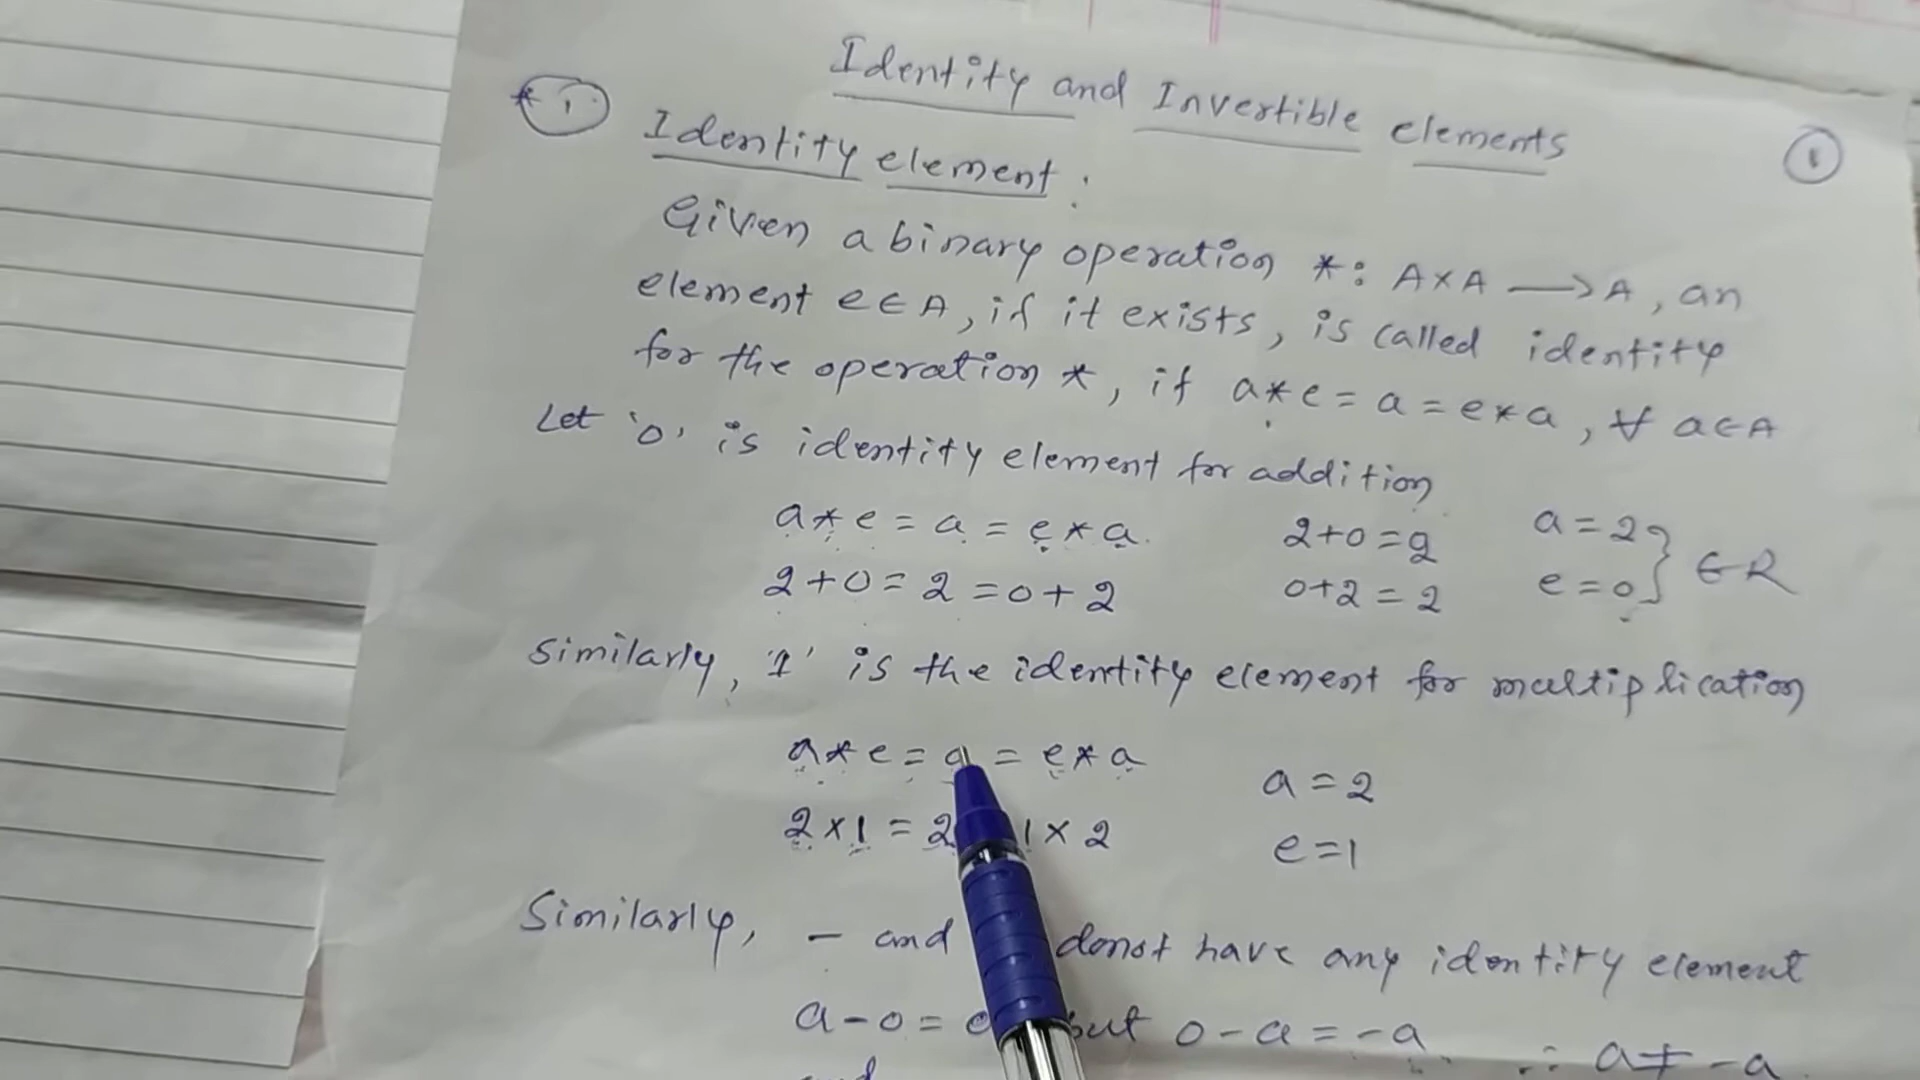 Identity and Invertible elements
* 1
1
Identity element :
Given a binary operation * : A×A ⟶ A, an
element e∈A, if it exists, is called identity
for the operation *, if a*e = a = e*a, ∀ a∈A
Let '0' is identity element for addition
a*e = a = e*a. 2+0=2 a=2 } ∈R
2+0=2=0+2 0+2=2 e=0
Similarly, '1' is the identity element for multiplication
a*e = a = e*a a=2
2×1=2 1×2 e=1
Similarly, - and donot have any identity element
a-0= but 0-a=-a ∴ a≠-a
and